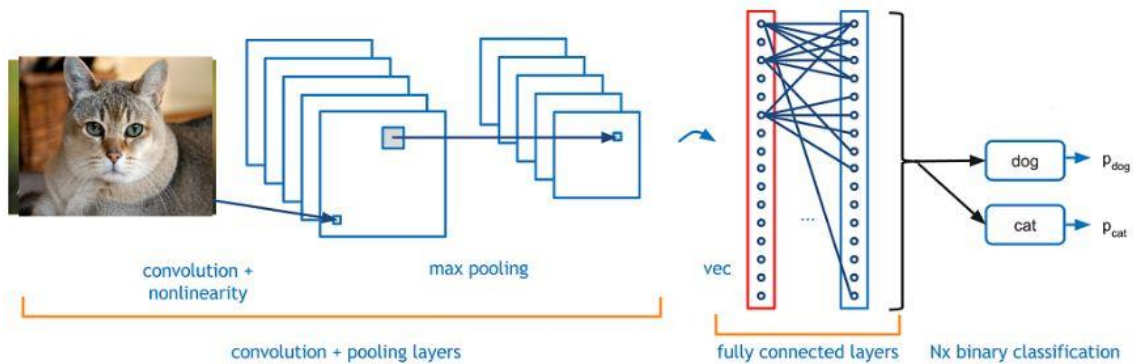 dog
p_dog
cat
p_cat
convolution +
nonlinearity
max pooling
vec
...
convolution + pooling layers
fully connected layers
Nx binary classification